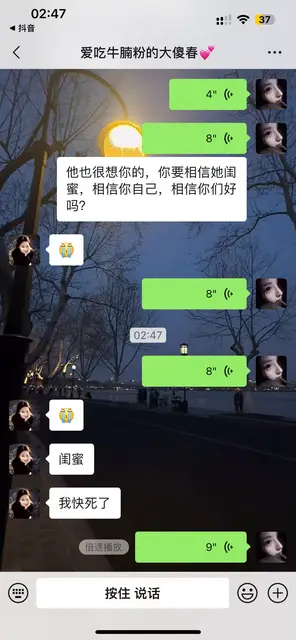 02:47
37
抖音
爱吃牛腩粉的大傻春💕
4"
8"
他也很想你的，你要相信她闺
蜜，相信你自己，相信你们好
吗？
😭
8"
02:47
8"
😭
闺蜜
我快死了
倍速播放
9"
按住 说话